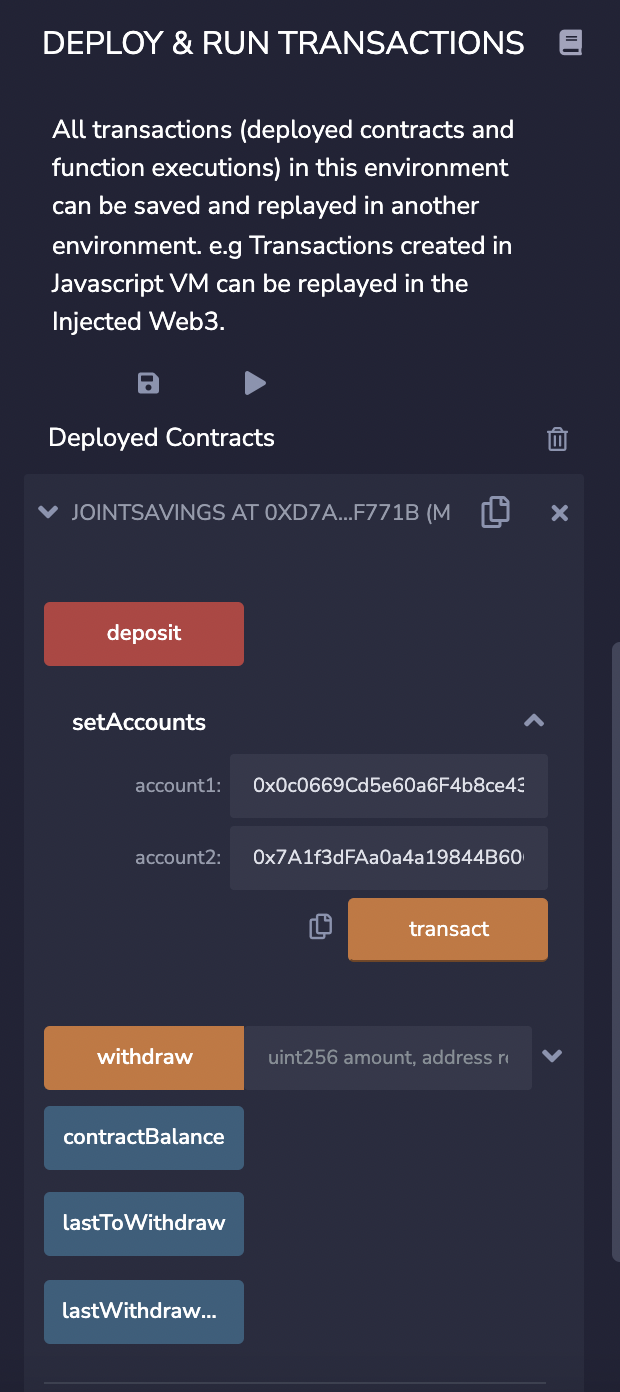 DEPLOY & RUN TRANSACTIONS
All transactions (deployed contracts and
function executions) in this environment
can be saved and replayed in another
environment. e.g Transactions created in
Javascript VM can be replayed in the
Injected Web3.
Deployed Contracts
JOINTSAVINGS AT 0XD7A...F771B (M
deposit
setAccounts
account1: 0x0c0669Cd5e60a6F4b8ce43
account2: 0x7A1f3dFAa0a4a19844B60
transact
withdraw uint256 amount, address re
contractBalance
lastToWithdraw
lastWithdraw...